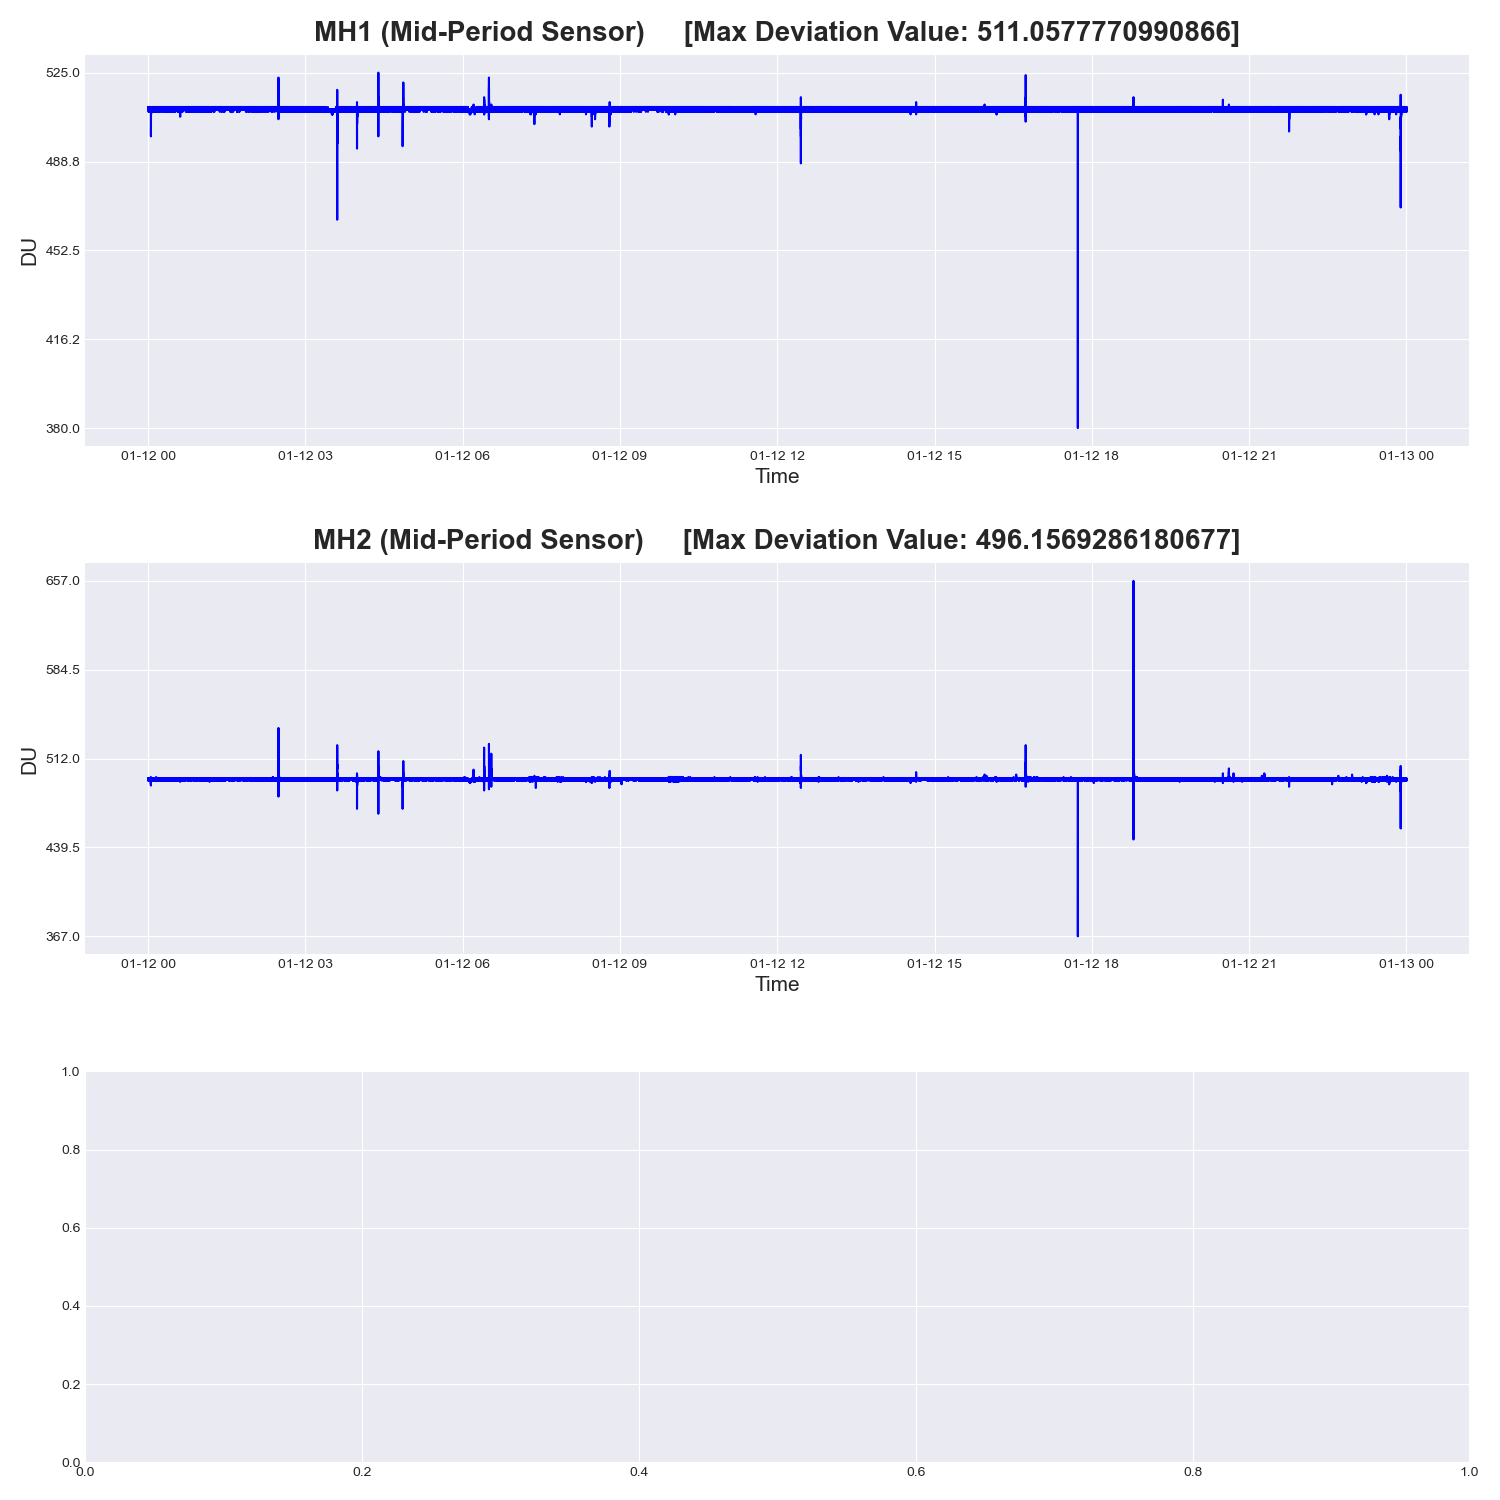 MH1 (Mid-Period Sensor) [Max Deviation Value: 511.0577770990866]
525.0
488.8
452.5
416.2
380.0
DU
01-12 00 01-12 03 01-12 06 01-12 09 01-12 12 01-12 15 01-12 18 01-12 21 01-13 00
Time
MH2 (Mid-Period Sensor) [Max Deviation Value: 496.1569286180677]
657.0
584.5
512.0
439.5
367.0
DU
01-12 00 01-12 03 01-12 06 01-12 09 01-12 12 01-12 15 01-12 18 01-12 21 01-13 00
Time
1.0
0.8
0.6
0.4
0.2
0.0
0.0 0.2 0.4 0.6 0.8 1.0